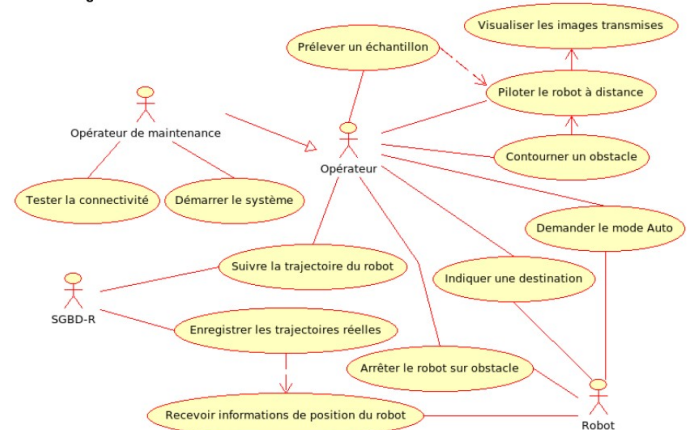 g
Visualiser les images transmises
Prélever un échantillon
Piloter le robot à distance
Opérateur de maintenance
Opérateur
Contourner un obstacle
Tester la connectivité
Démarrer le système
Demander le mode Auto
Suivre la trajectoire du robot
Indiquer une destination
SGBD-R
Enregistrer les trajectoires réelles
Arrêter le robot sur obstacle
Recevoir informations de position du robot
Robot